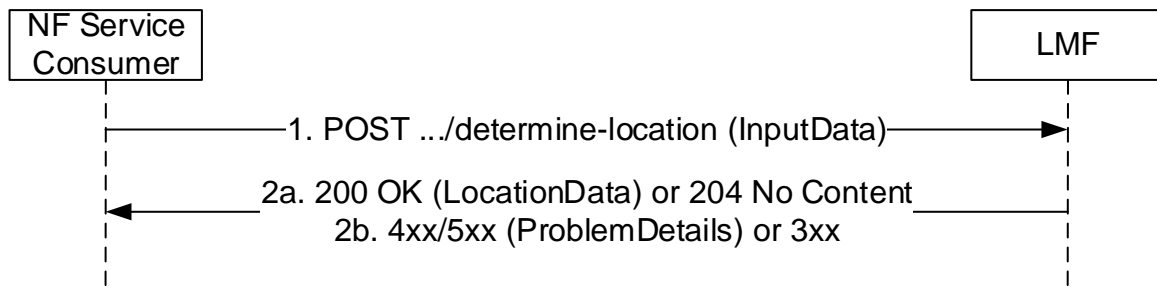 NF Service
Consumer
LMF
1. POST .../determine-location (InputData)
2a. 200 OK (LocationData) or 204 No Content
2b. 4xx/5xx (ProblemDetails) or 3xx